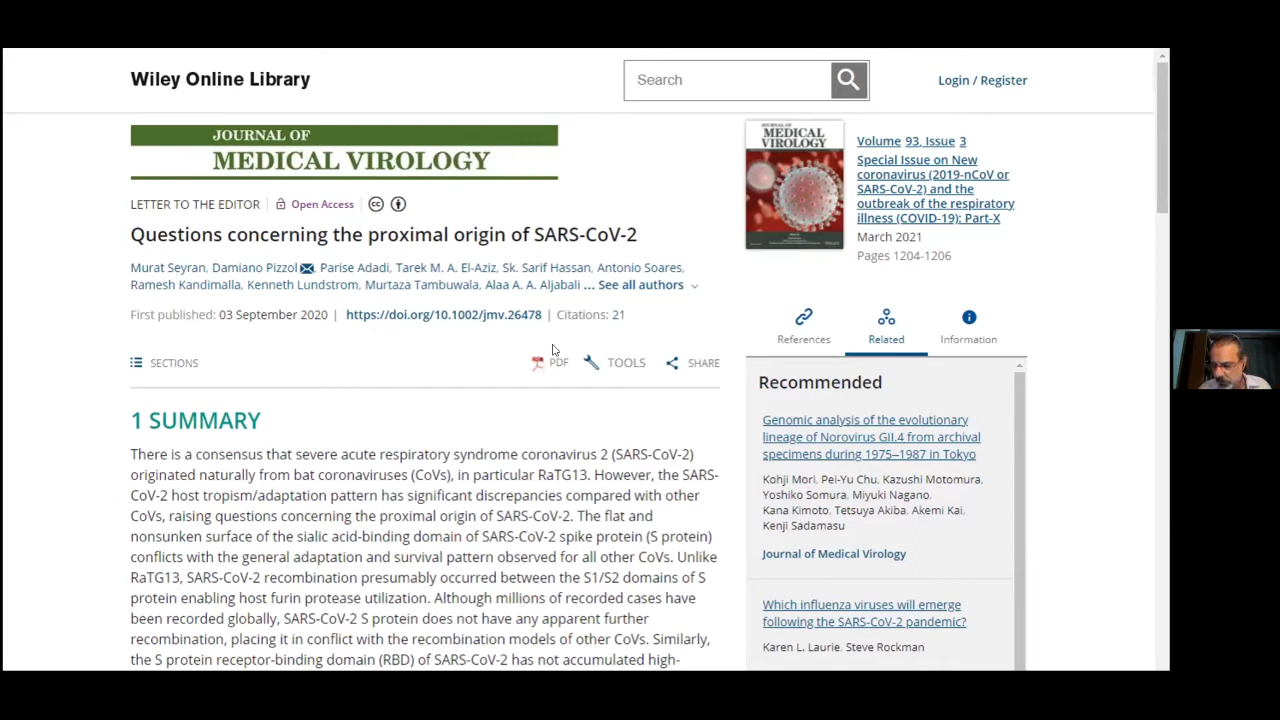 Wiley Online Library
Search
Login / Register
JOURNAL OF
MEDICAL VIROLOGY
LETTER TO THE EDITOR
Open Access
Questions concerning the proximal origin of SARS-CoV-2
Murat Seyran, Damiano Pizzol, Parise Adadi, Tarek M. A. El-Aziz, Sk. Sarif Hassan, Antonio Soares,
Ramesh Kandimalla, Kenneth Lundstrom, Murtaza Tambuwala, Alaa A. A. Aljabali ... See all authors
First published: 03 September 2020 | https://doi.org/10.1002/jmv.26478 | Citations: 21
SECTIONS
PDF
TOOLS
SHARE
1 SUMMARY
There is a consensus that severe acute respiratory syndrome coronavirus 2 (SARS-CoV-2)
originated naturally from bat coronaviruses (CoVs), in particular RaTG13. However, the SARS-
CoV-2 host tropism/adaptation pattern has significant discrepancies compared with other
CoVs, raising questions concerning the proximal origin of SARS-CoV-2. The flat and
nonsunken surface of the sialic acid-binding domain of SARS-CoV-2 spike protein (S protein)
conflicts with the general adaptation and survival pattern observed for all other CoVs. Unlike
RaTG13, SARS-CoV-2 recombination presumably occurred between the S1/S2 domains of S
protein enabling host furin protease utilization. Although millions of recorded cases have
been recorded globally, SARS-CoV-2 S protein does not have any apparent further
recombination, placing it in conflict with the recombination models of other CoVs. Similarly,
the S protein receptor-binding domain (RBD) of SARS-CoV-2 has not accumulated high-
JOURNAL OF
MEDICAL
VIROLOGY
Volume 93, Issue 3
Special Issue on New
coronavirus (2019-nCoV or
SARS-CoV-2) and the
outbreak of the respiratory
illness (COVID-19): Part-X
March 2021
Pages 1204-1206
References
Related
Information
Recommended
Genomic analysis of the evolutionary
lineage of Norovirus GII.4 from archival
specimens during 1975–1987 in Tokyo
Kohji Mori, Pei-Yu Chu, Kazushi Motomura,
Yoshiko Somura, Miyuki Nagano,
Kana Kimoto, Tetsuya Akiba, Akemi Kai,
Kenji Sadamasu
Journal of Medical Virology
Which influenza viruses will emerge
following the SARS-CoV-2 pandemic?
Karen L. Laurie, Steve Rockman